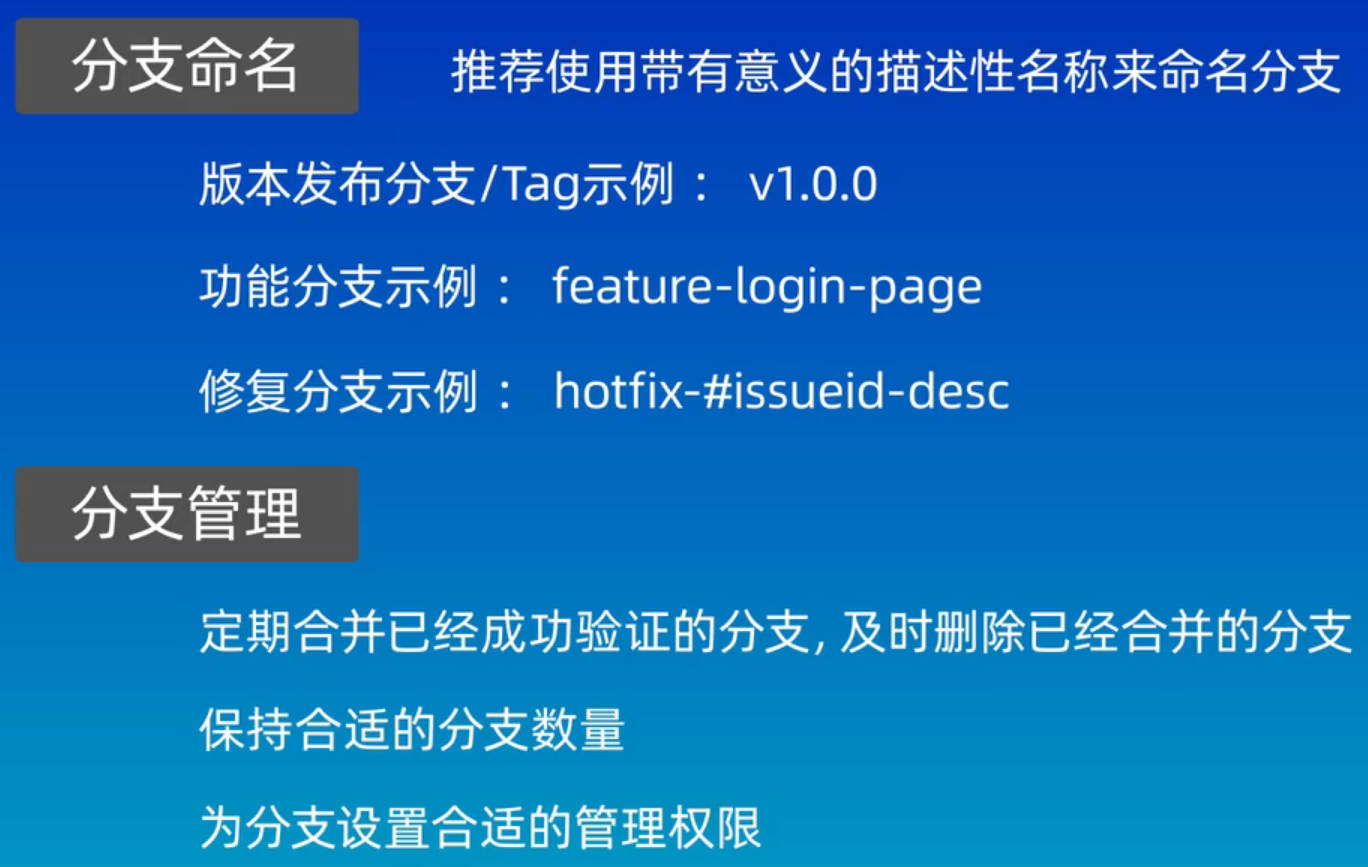 分支命名 推荐使用带有意义的描述性名称来命名分支
版本发布分支/Tag示例： v1.0.0
功能分支示例： feature-login-page
修复分支示例： hotfix-#issueid-desc
分支管理
定期合并已经成功验证的分支, 及时删除已经合并的分支
保持合适的分支数量
为分支设置合适的管理权限